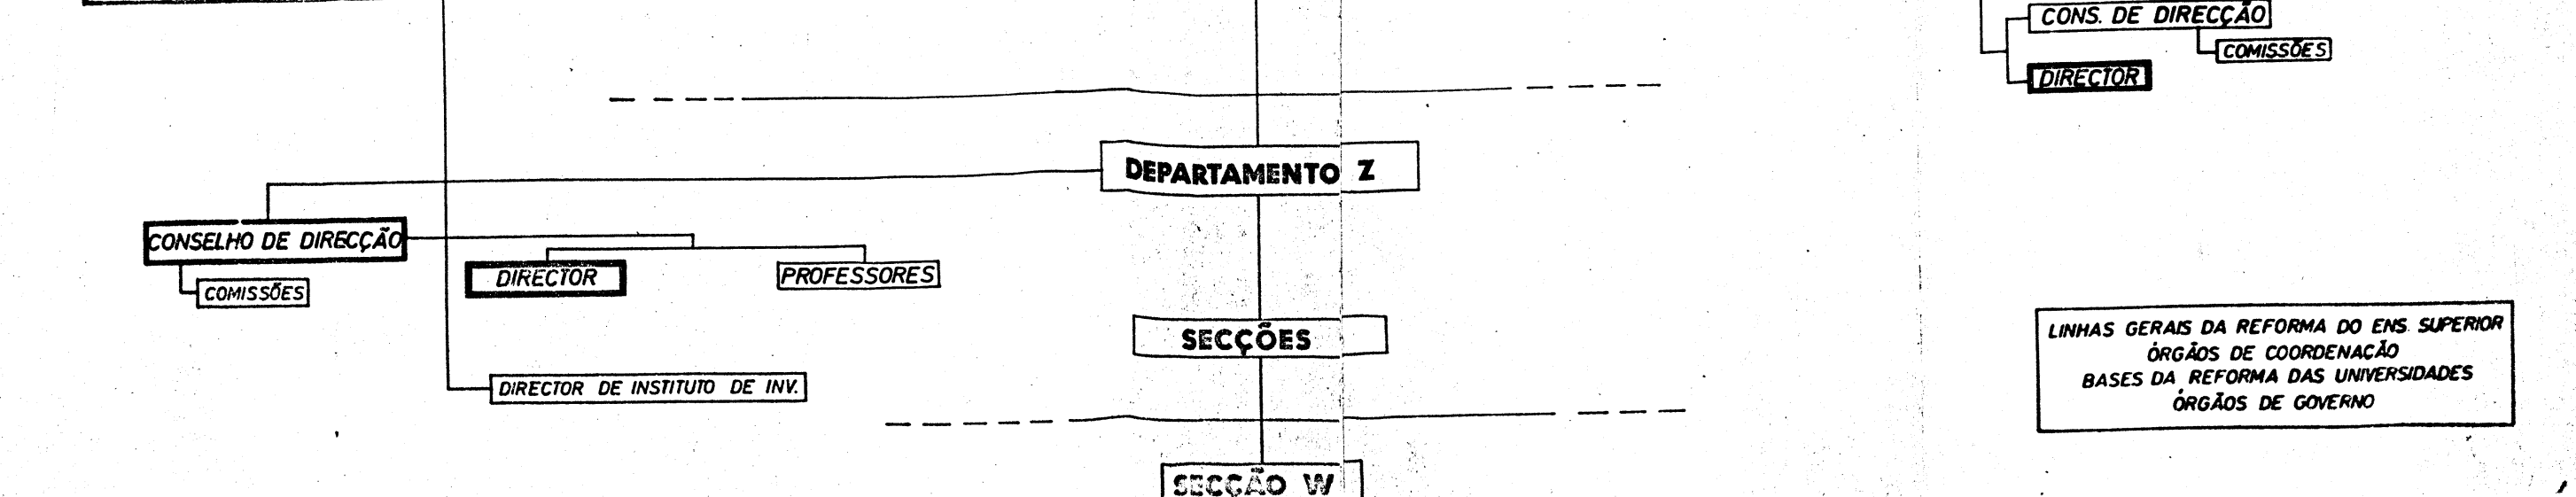 CONS. DE DIRECÇÃO
COMISSÕES
DIRECTOR
DEPARTAMENTO Z
CONSELHO DE DIRECÇÃO
DIRECTOR
PROFESSORES
COMISSÕES
SECÇÕES
LINHAS GERAIS DA REFORMA DO ENS. SUPERIOR
ÓRGÃOS DE COORDENAÇÃO
BASES DA REFORMA DAS UNIVERSIDADES
ÓRGÃOS DE GOVERNO
DIRECTOR DE INSTITUTO DE INV.
SECÇÃO W